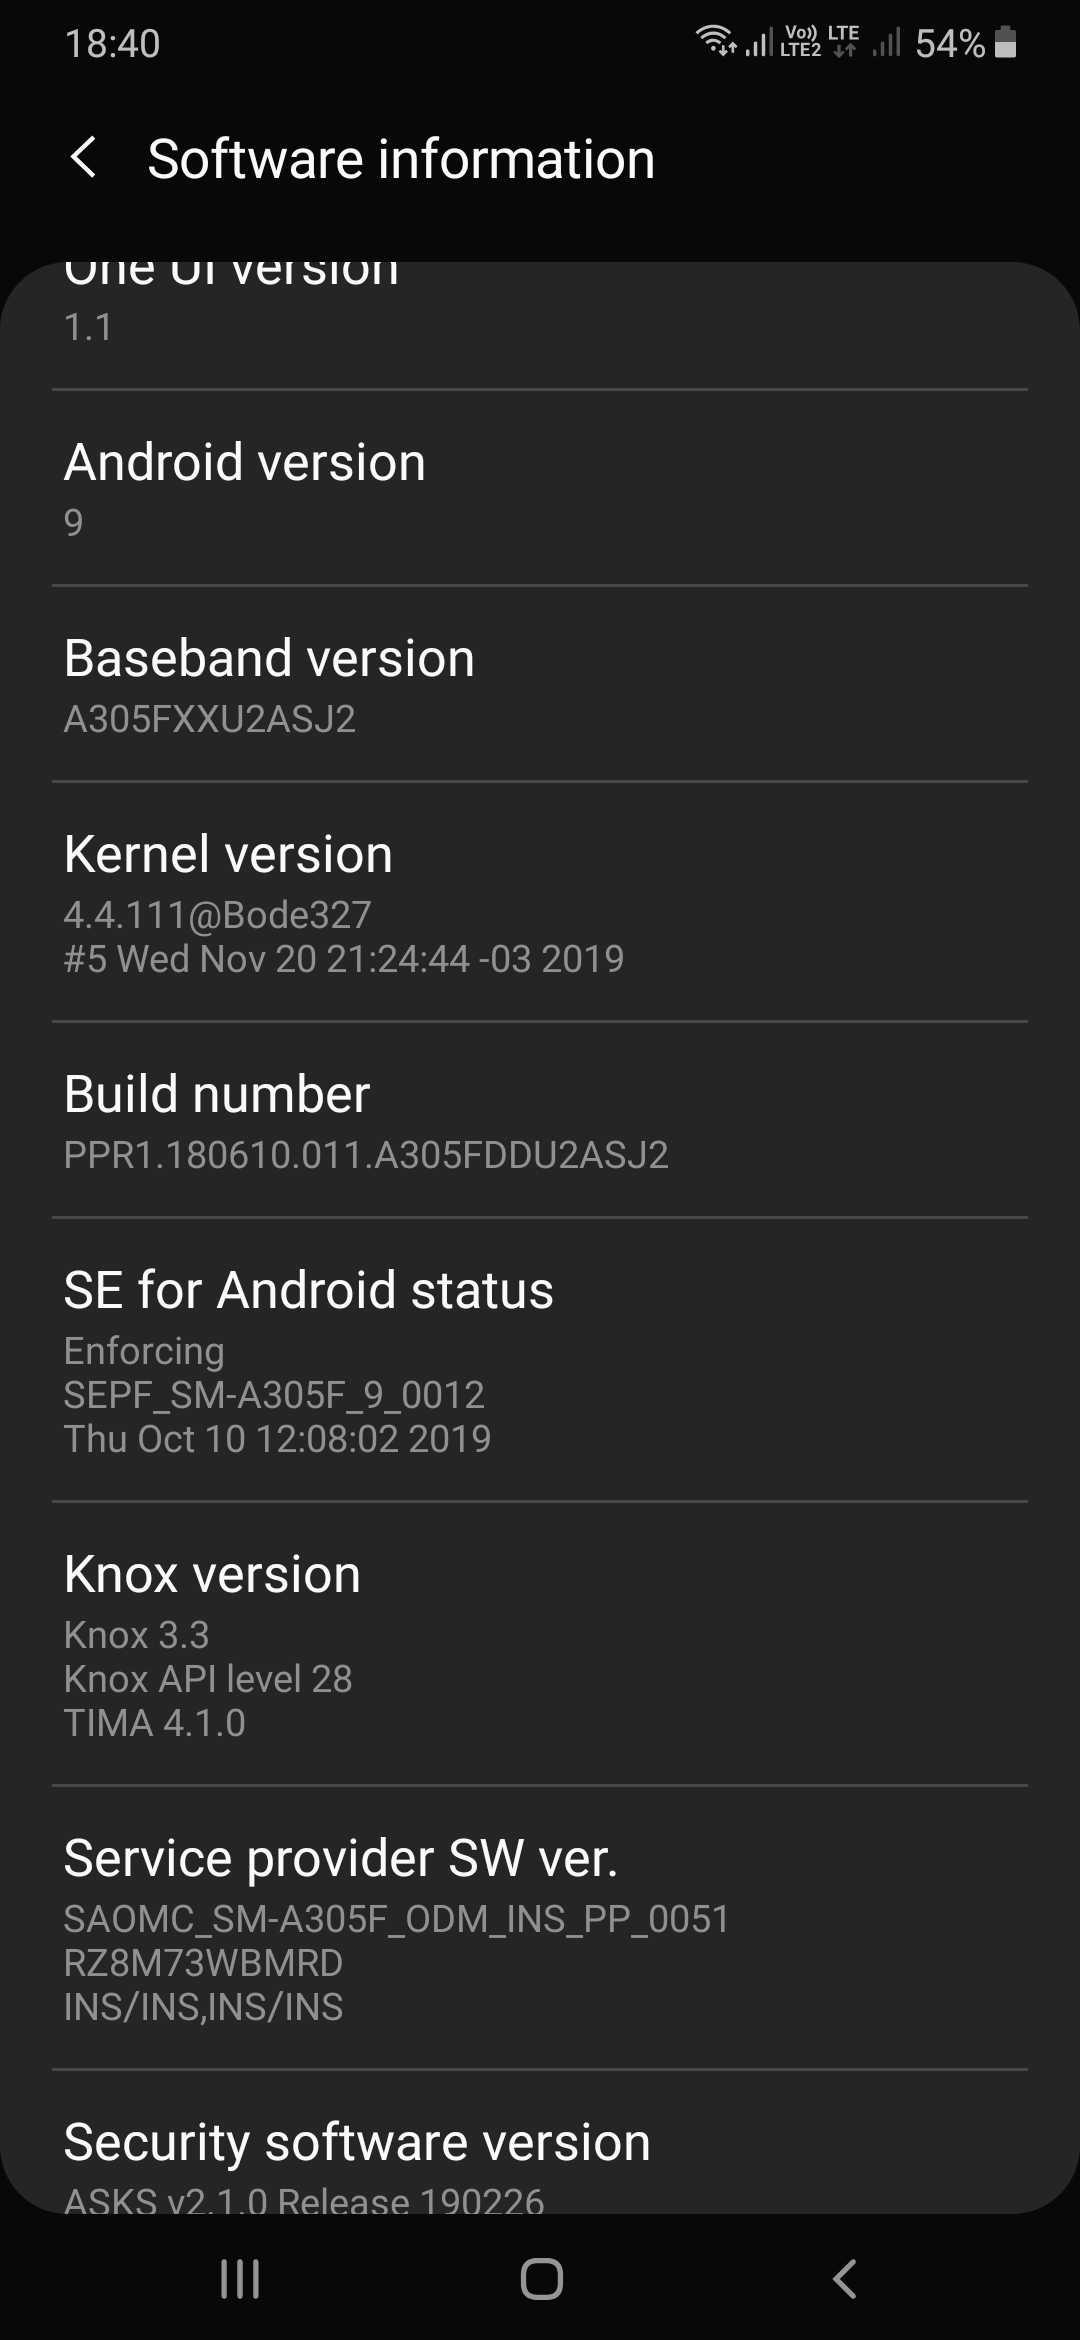 18:40
Vo)) LTE
LTE2
54%
Software information
One UI version
1.1
Android version
9
Baseband version
A305FXXU2ASJ2
Kernel version
4.4.111@Bode327
#5 Wed Nov 20 21:24:44 -03 2019
Build number
PPR1.180610.011.A305FDDU2ASJ2
SE for Android status
Enforcing
SEPF_SM-A305F_9_0012
Thu Oct 10 12:08:02 2019
Knox version
Knox 3.3
Knox API level 28
TIMA 4.1.0
Service provider SW ver.
SAOMC_SM-A305F_ODM_INS_PP_0051
RZ8M73WBMRD
INS/INS,INS/INS
Security software version
ASKS v2.1.0 Release 190226